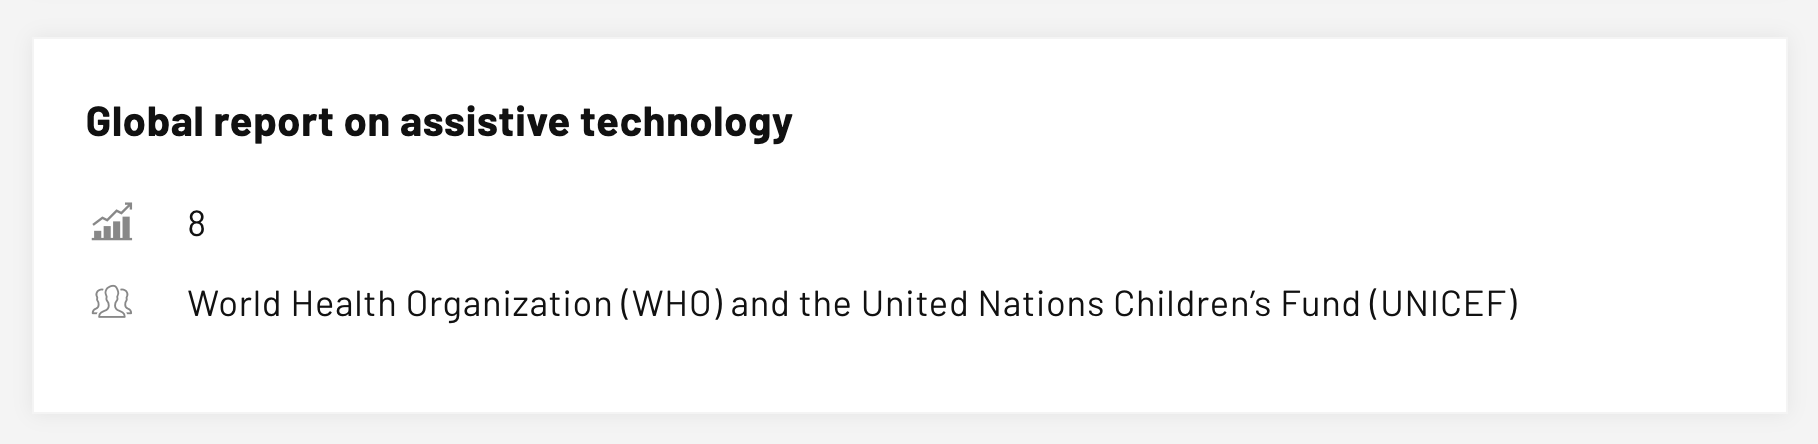 Global report on assistive technology
8
World Health Organization (WHO) and the United Nations Children’s Fund (UNICEF)